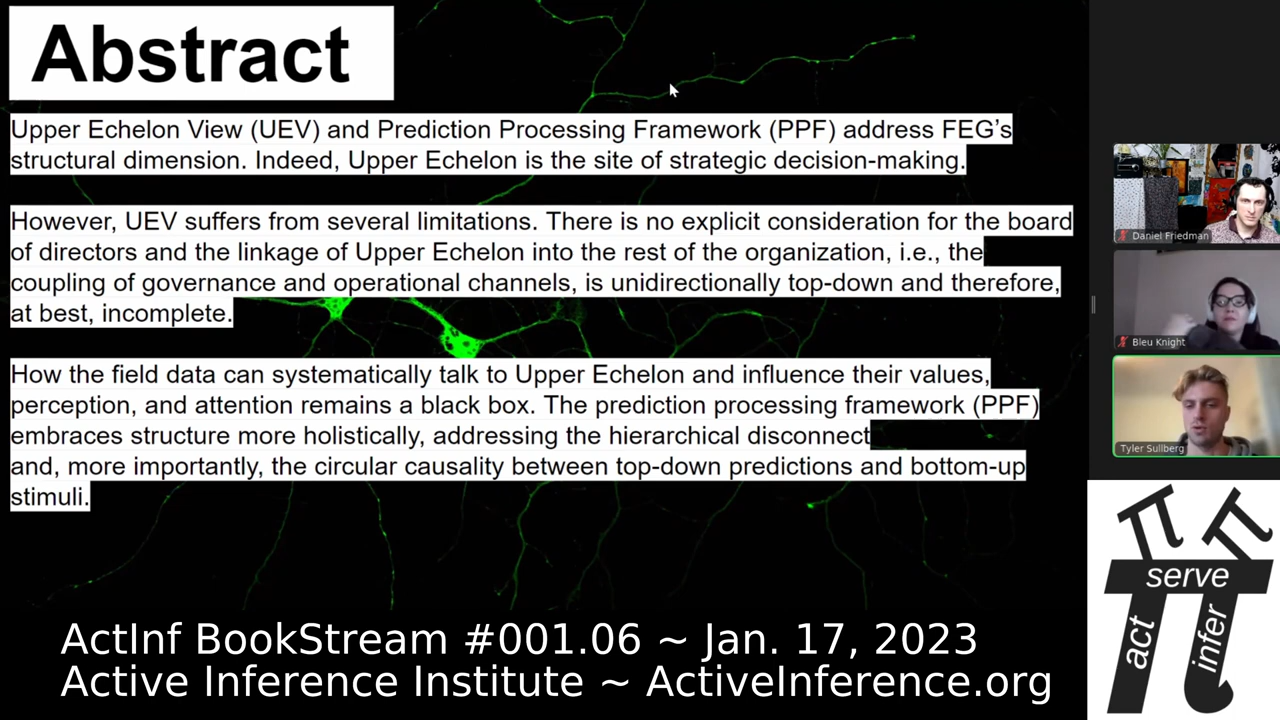 Abstract
Upper Echelon View (UEV) and Prediction Processing Framework (PPF) address FEG's
structural dimension. Indeed, Upper Echelon is the site of strategic decision-making.
However, UEV suffers from several limitations. There is no explicit consideration for the board
of directors and the linkage of Upper Echelon into the rest of the organization, i.e., the
coupling of governance and operational channels, is unidirectionally top-down and therefore,
at best, incomplete.
How the field data can systematically talk to Upper Echelon and influence their values,
perception, and attention remains a black box. The prediction processing framework (PPF)
embraces structure more holistically, addressing the hierarchical disconnect
and, more importantly, the circular causality between top-down predictions and bottom-up
stimuli.
Daniel Friedman
Bleu Knight
Tyler Sullberg
serve
act
infer
ActInf BookStream #001.06 ~ Jan. 17, 2023
Active Inference Institute ~ ActiveInference.org